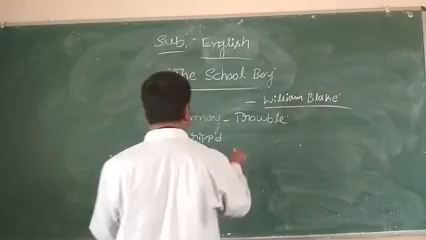 Sub:- English
'The School Boy'
- William Blake
- Trouble